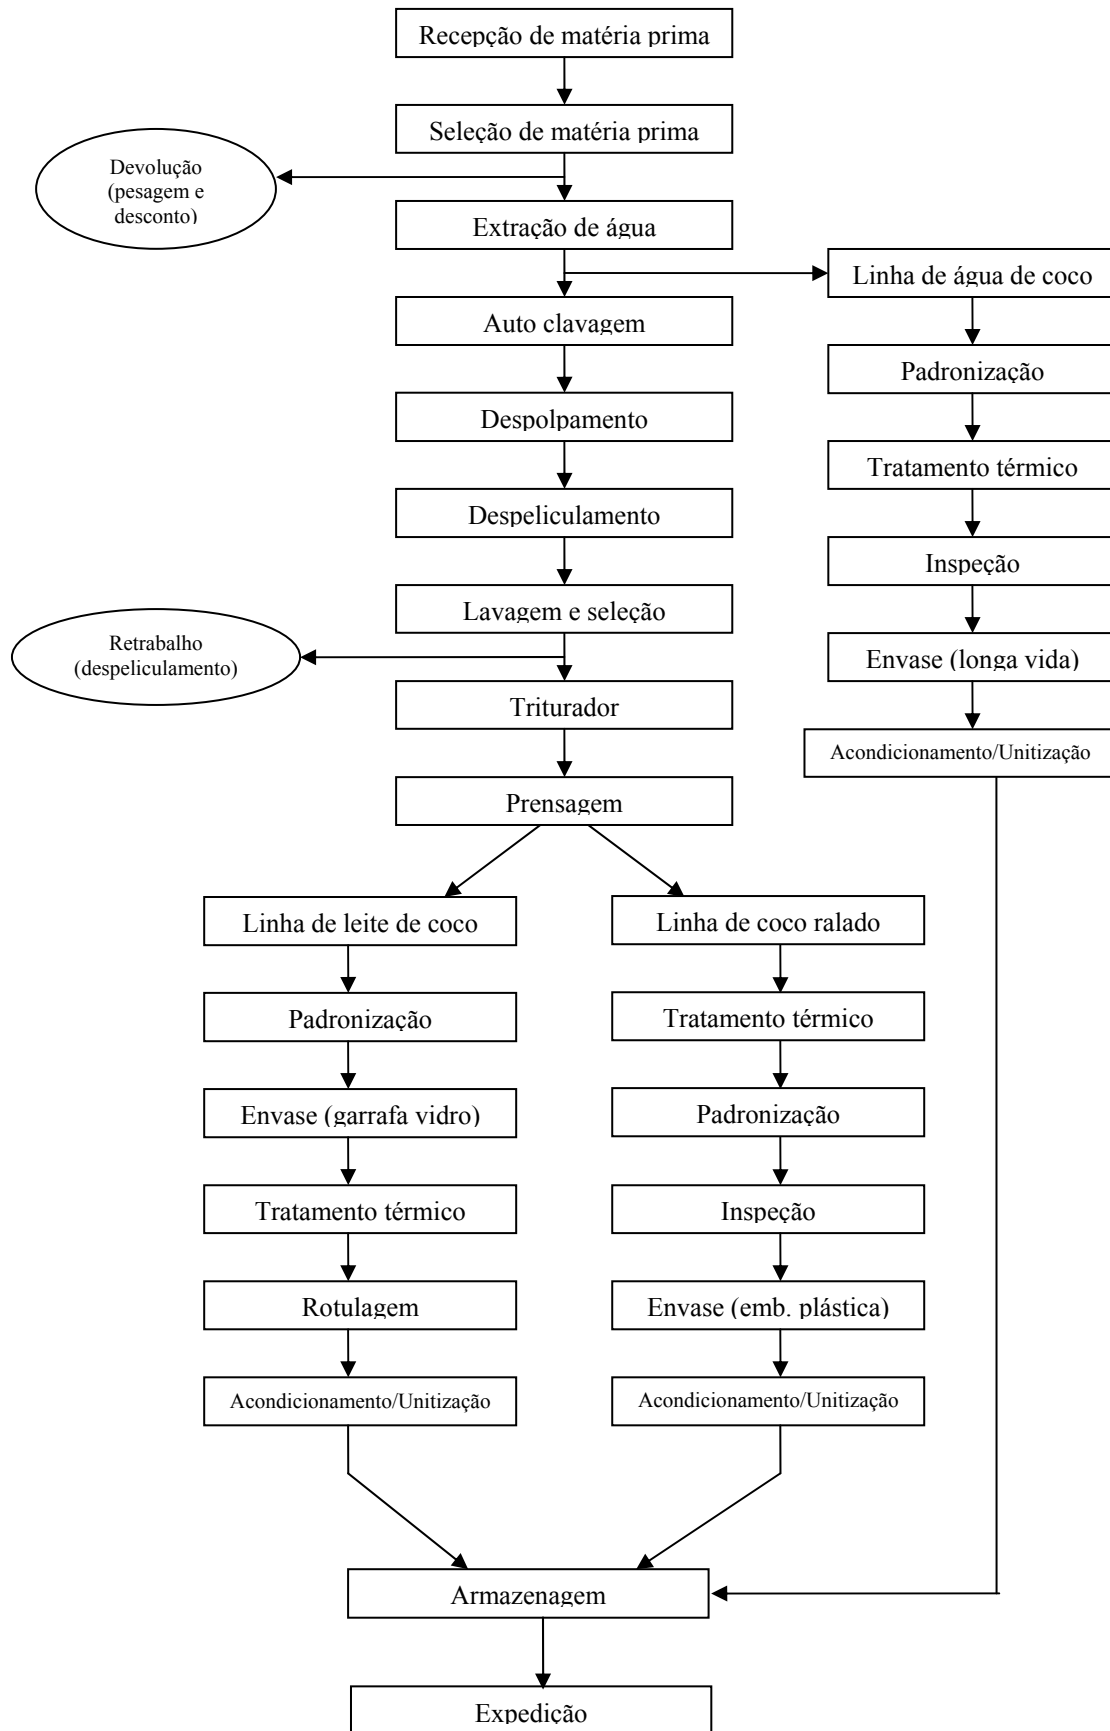 Recepção de matéria prima
Seleção de matéria prima
Devolução
(pesagem e
desconto)
Extração de água
Linha de água de coco
Auto clavagem
Padronização
Despolpamento
Tratamento térmico
Despeliculamento
Inspeção
Lavagem e seleção
Retrabalho
(despeliculamento)
Envase (longa vida)
Triturador
Acondicionamento/Unitização
Prensagem
Linha de leite de coco
Linha de coco ralado
Padronização
Tratamento térmico
Envase (garrafa vidro)
Padronização
Tratamento térmico
Inspeção
Rotulagem
Envase (emb. plástica)
Acondicionamento/Unitização
Acondicionamento/Unitização
Armazenagem
Expedição